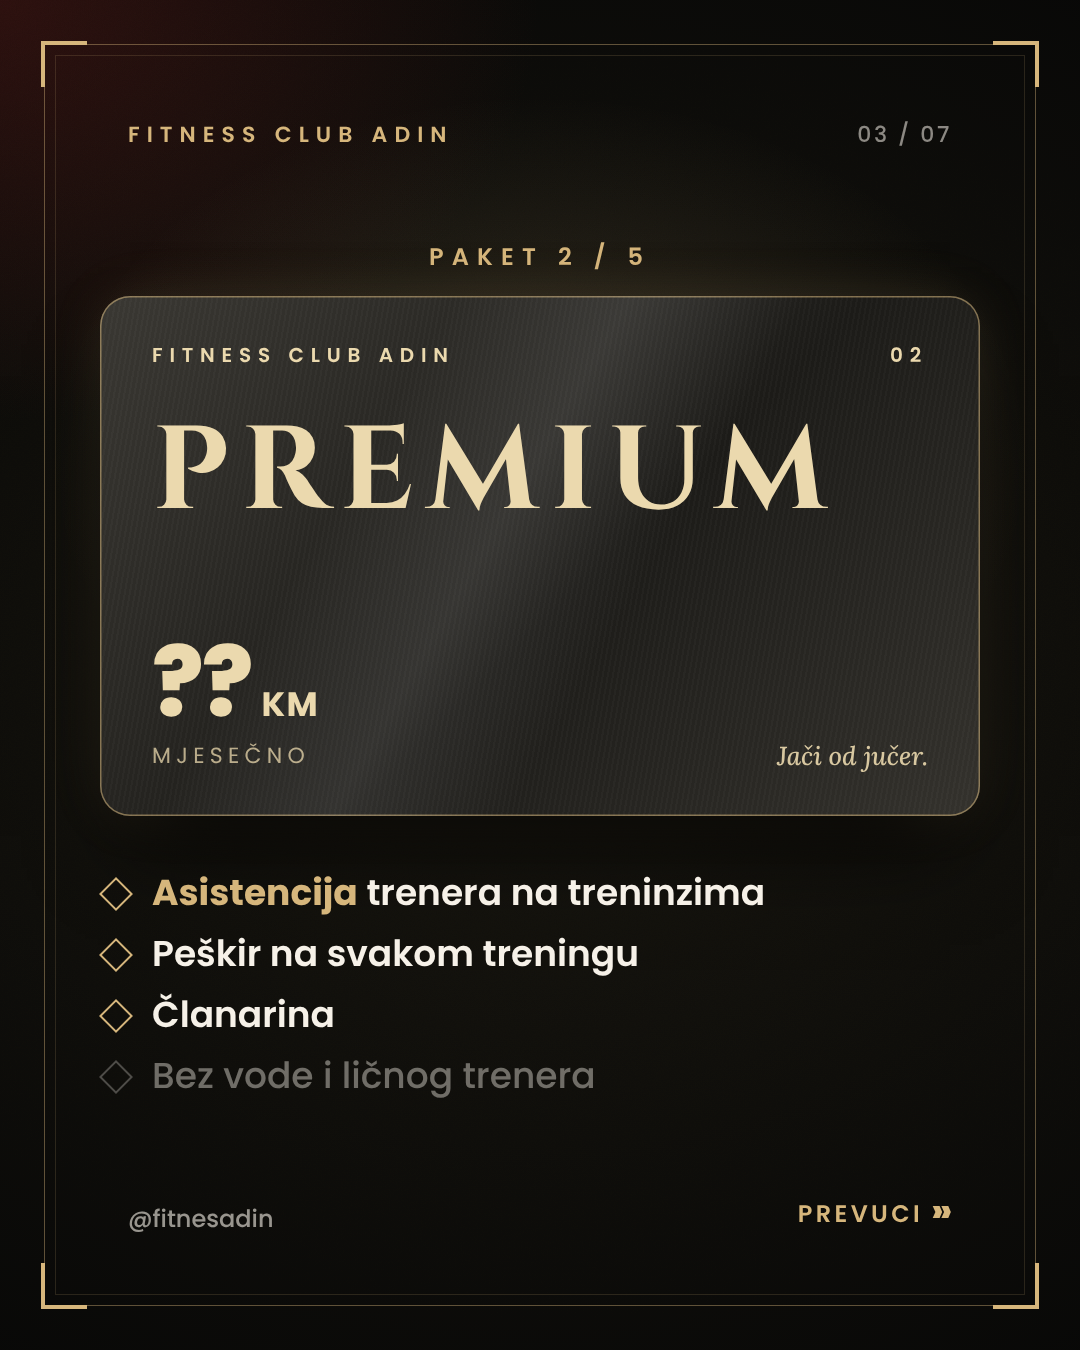 FITNESS CLUB ADIN
03 / 07
PAKET 2 / 5
FITNESS CLUB ADIN
02
PREMIUM
?? KM
MJESEČNO
Jači od jučer.
Asistencija trenera na treninzima
Peškir na svakom treningu
Članarina
Bez vode i ličnog trenera
@fitnesadin
PREVUCI »